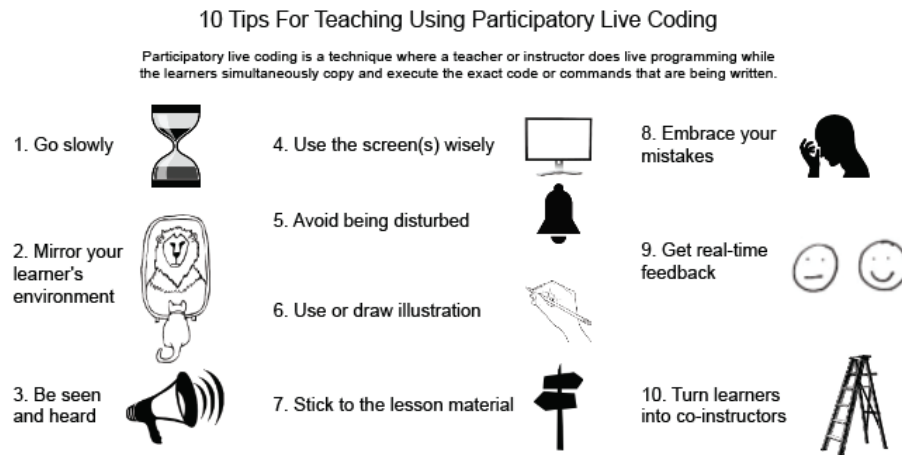 10 Tips For Teaching Using Participatory Live Coding
Participatory live coding is a technique where a teacher or instructor does live programming while
the learners simultaneously copy and execute the exact code or commands that are being written.
1. Go slowly
2. Mirror your
learner's
environment
3. Be seen
and heard
4. Use the screen(s) wisely
5. Avoid being disturbed
6. Use or draw illustration
7. Stick to the lesson material
8. Embrace your
mistakes
9. Get real-time
feedback
10. Turn learners
into co-instructors